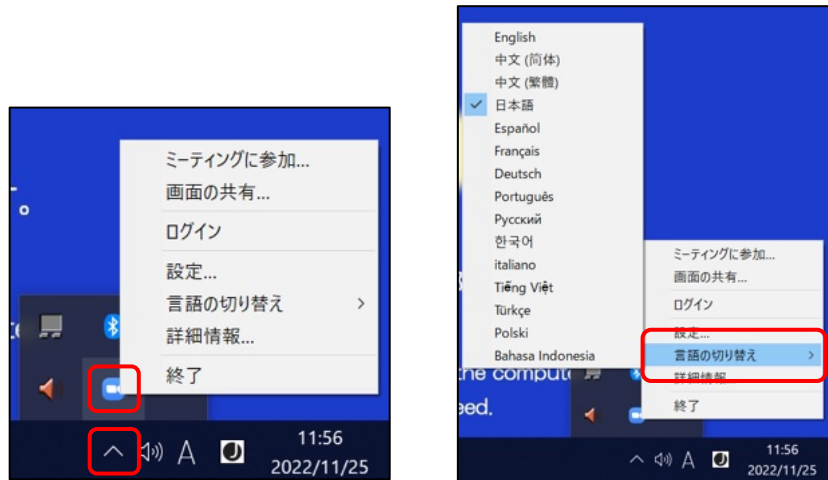 ミーティングに参加...
画面の共有...
ログイン
設定...
言語の切り替え
詳細情報...
終了
A
11:56
2022/11/25
English
中文 (简体)
中文 (繁體)
日本語
Español
Français
Deutsch
Português
Русский
한국어
italiano
Tiếng Việt
Türkçe
Polski
Bahasa Indonesia
ミーティングに参加...
画面の共有...
ログイン
設定...
言語の切り替え
詳細情報...
終了
the compute
eed.
A
11:56
2022/11/25